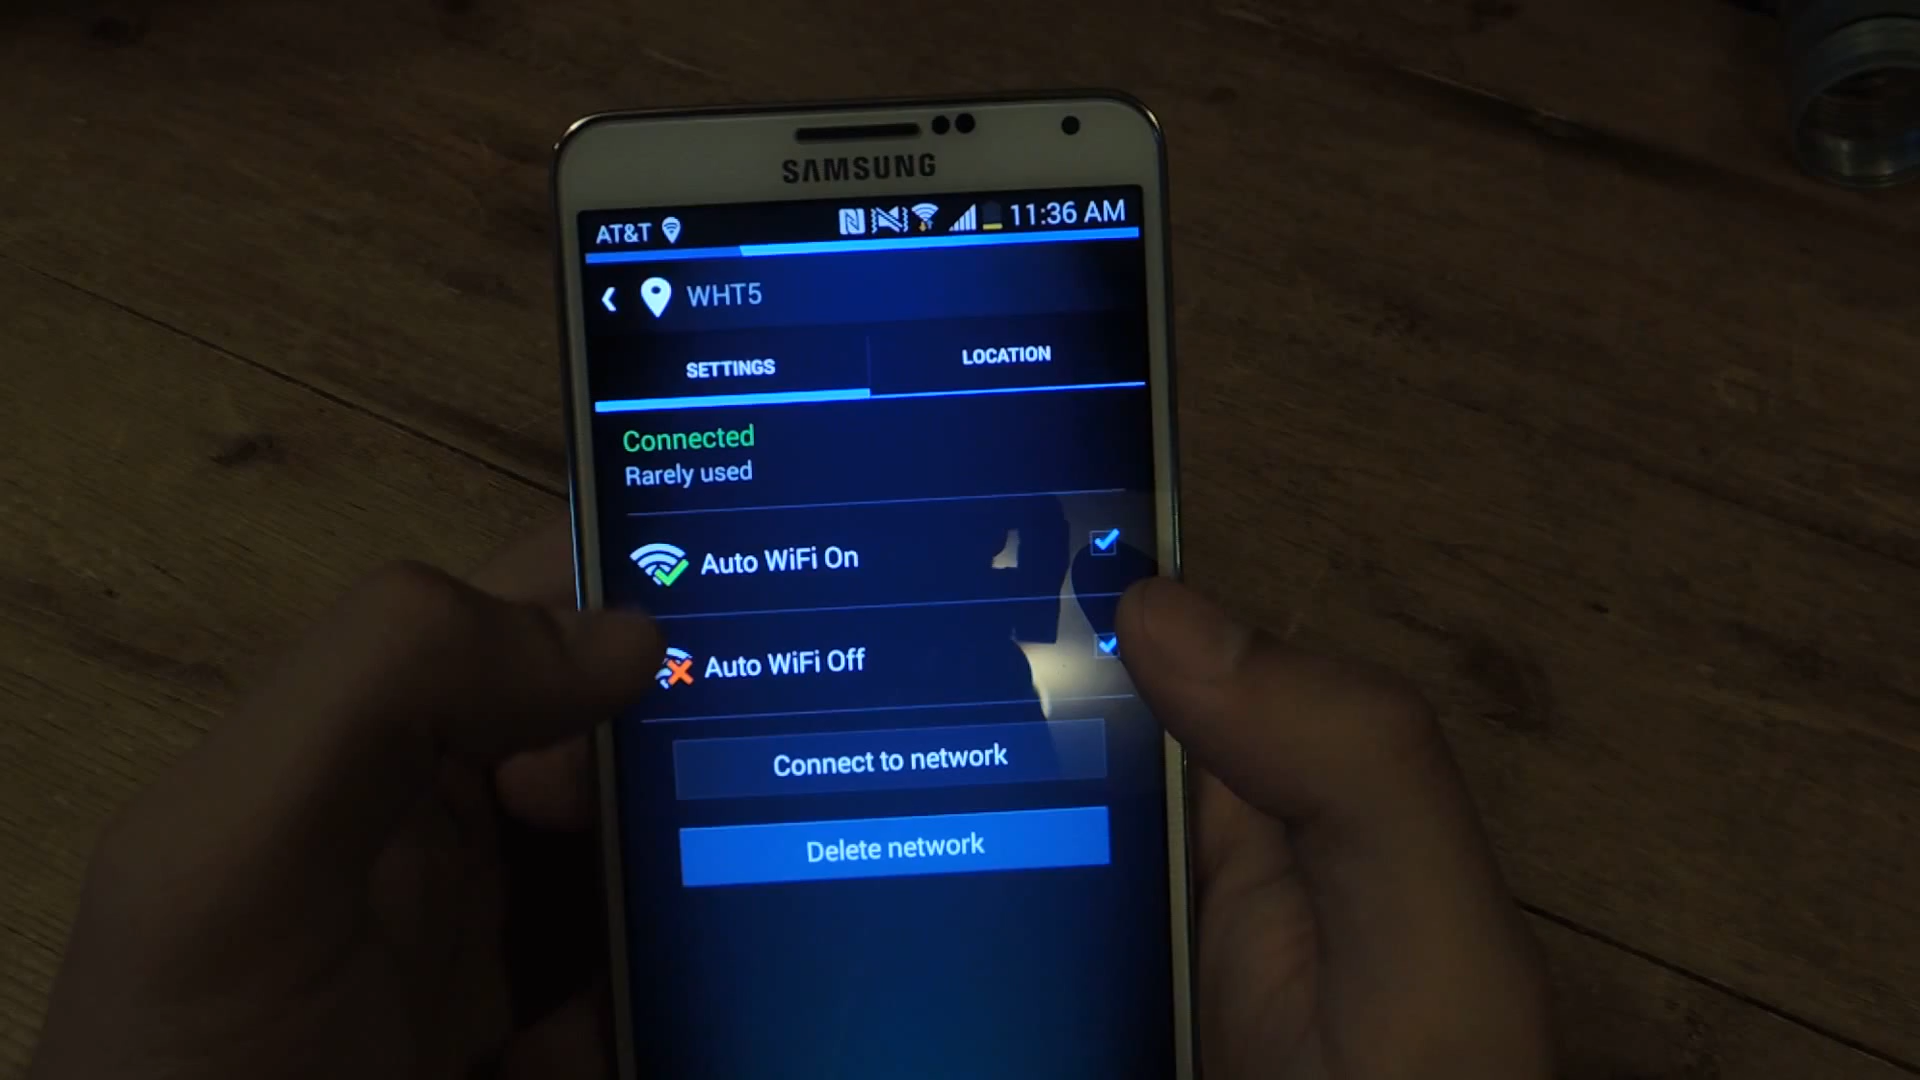 SAMSUNG
AT&T 11:36 AM
WHT5
SETTINGS LOCATION
Connected
Rarely used
Auto WiFi On
Auto WiFi Off
Connect to network
Delete network